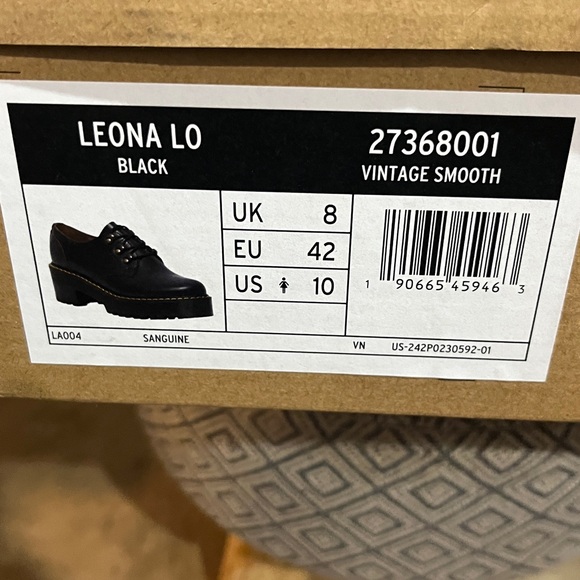 LEONA LO
BLACK
27368001
VINTAGE SMOOTH
UK 8
EU 42
US 10
1 90665 45946 3
LA004 SANGUINE VN US-242P0230592-01